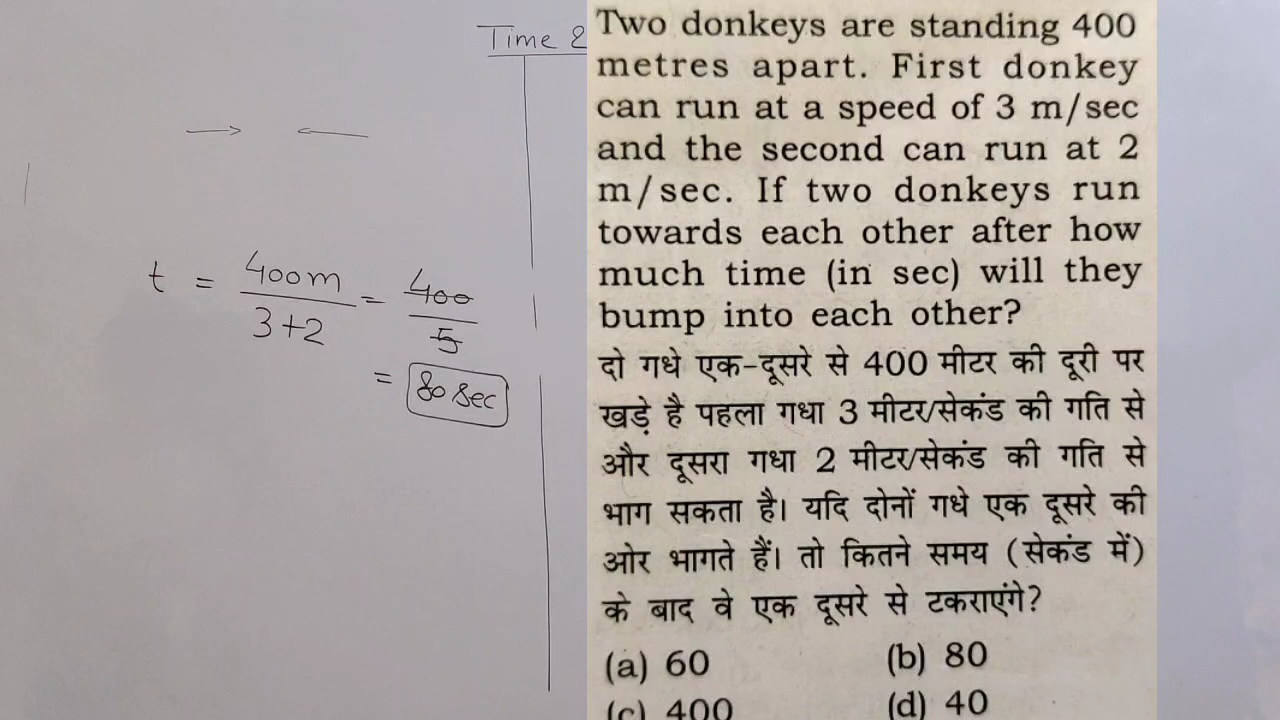 Time &
t = 400m / 3+2 = 400 / 5
= 80 sec
Two donkeys are standing 400
metres apart. First donkey
can run at a speed of 3 m/sec
and the second can run at 2
m/sec. If two donkeys run
towards each other after how
much time (in sec) will they
bump into each other?
दो गधे एक-दूसरे से 400 मीटर की दूरी पर
खड़े है पहला गधा 3 मीटर/सेकंड की गति से
और दूसरा गधा 2 मीटर/सेकंड की गति से
भाग सकता है। यदि दोनों गधे एक दूसरे की
ओर भागते हैं। तो कितने समय (सेकंड में)
के बाद वे एक दूसरे से टकराएंगे?
(a) 60 (b) 80
(c) 400 (d) 40